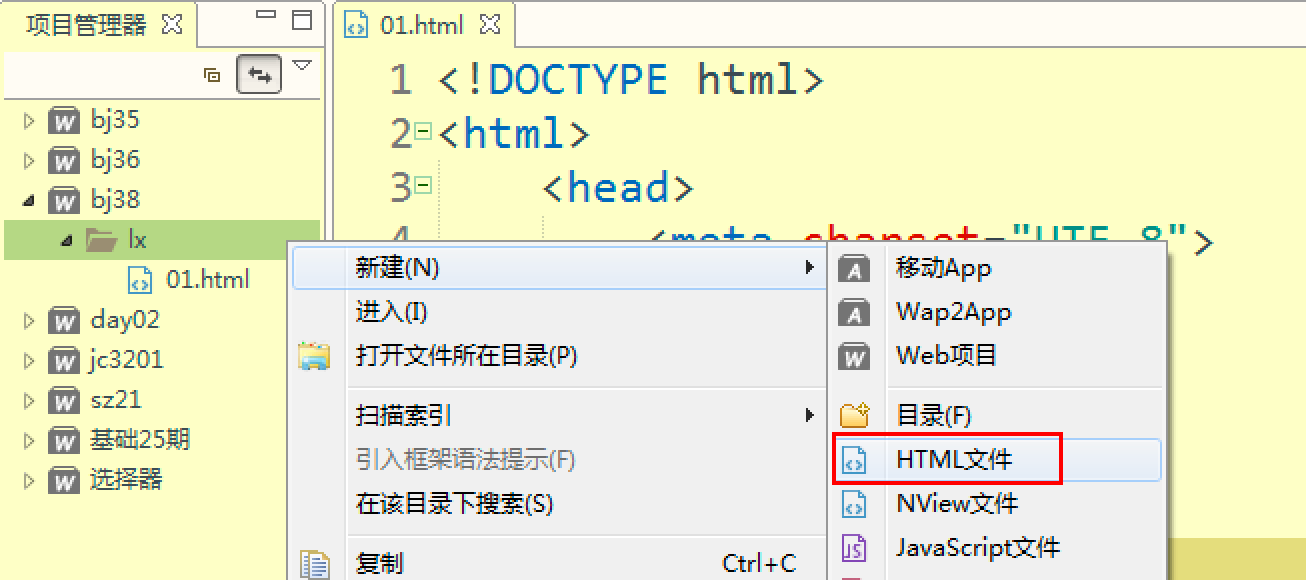 项目管理器
01.html
bj35
bj36
bj38
lx
01.html
day02
jc3201
sz21
基础25期
选择器
1 <!DOCTYPE html>
2 <html>
3 <head>
4 <meta charset="UTF-8">
新建(N)
进入(I)
打开文件所在目录(P)
扫描索引
引入框架语法提示(F)
在该目录下搜索(S)
复制 Ctrl+C
移动App
Wap2App
Web项目
目录(F)
HTML文件
NView文件
JavaScript文件